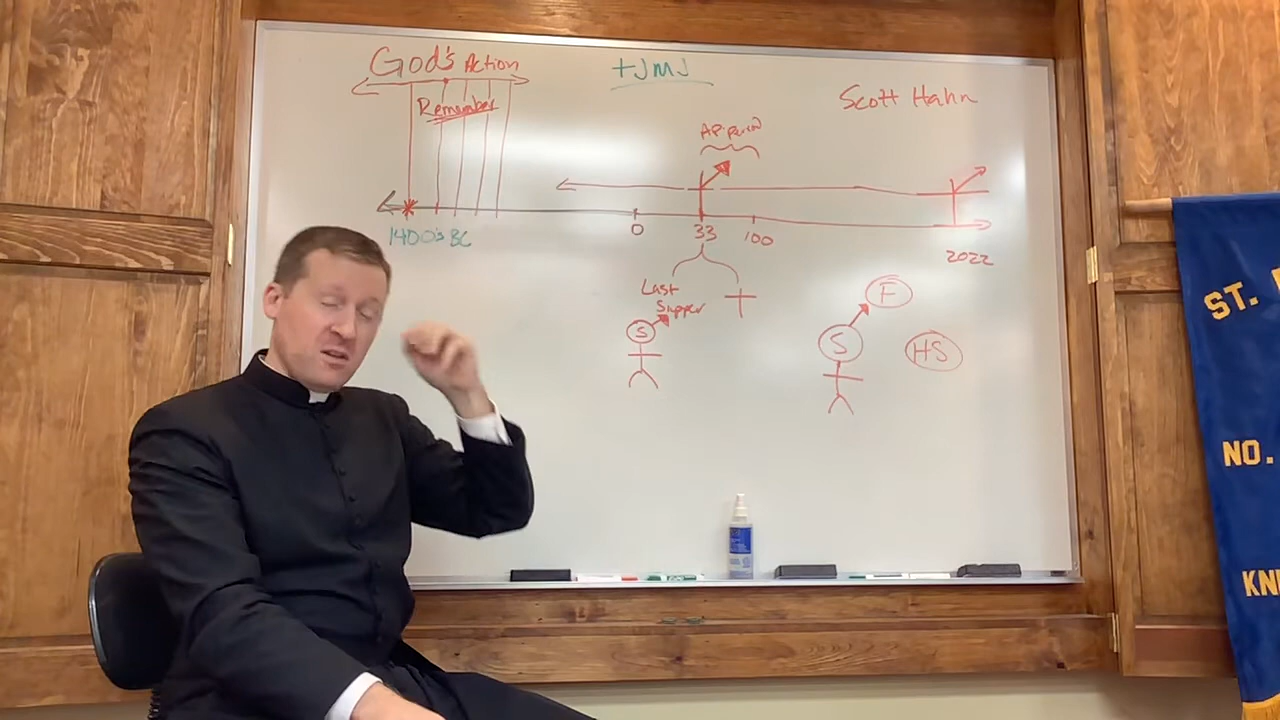 God's Action
Remember
1400's BC
+JMJ
Scott Hahn
AP. period
0
33
100
2022
Last
Supper
S
S
F
HS
ST.
NO.
KN